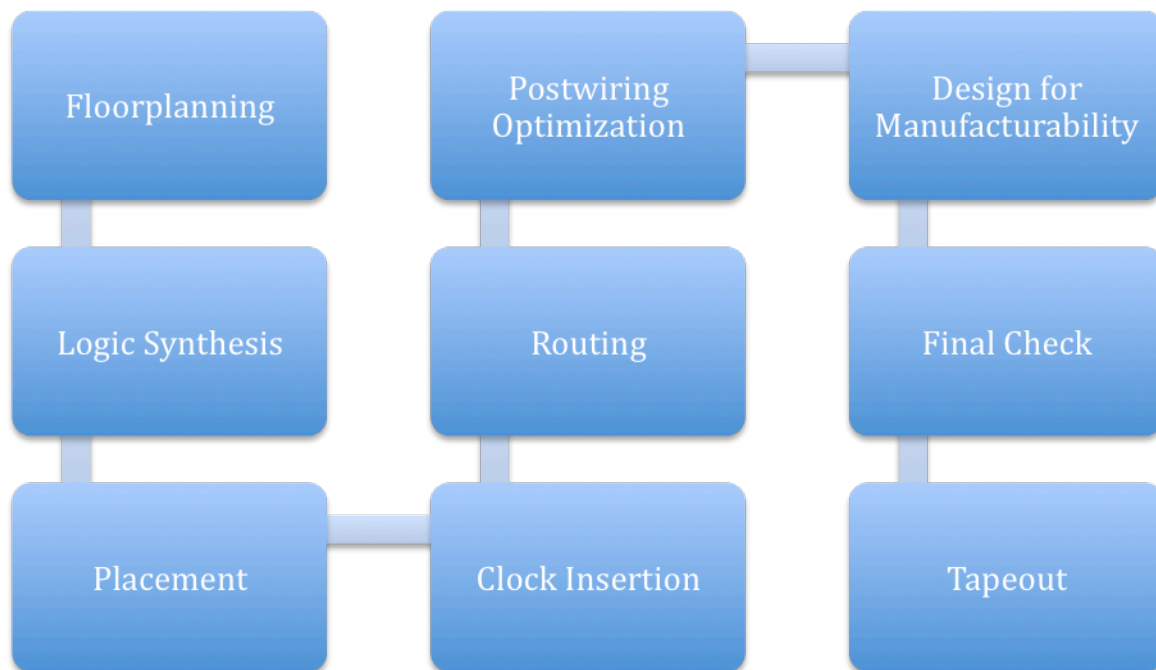 Floorplanning
Logic Synthesis
Placement
Clock Insertion
Routing
Postwiring
Optimization
Design for
Manufacturability
Final Check
Tapeout